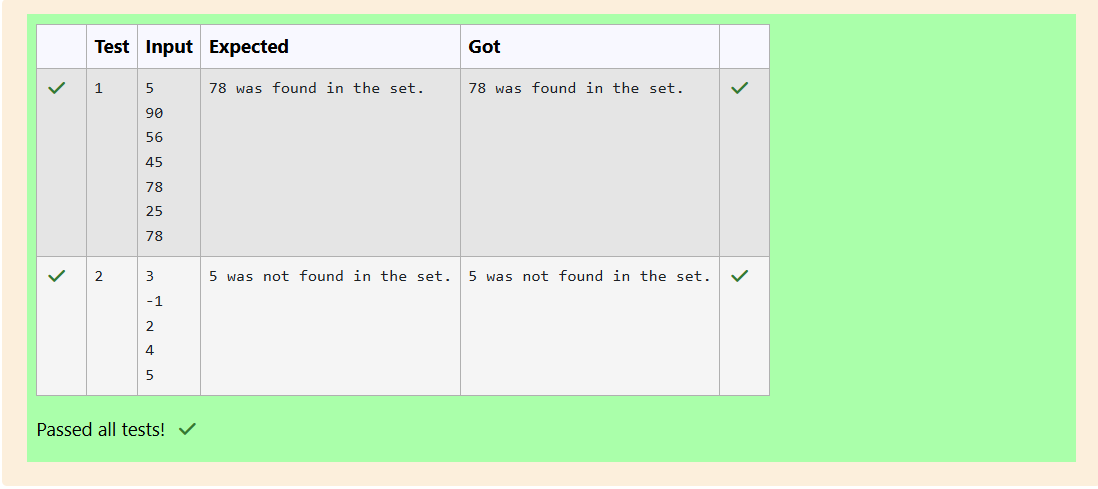 Test Input Expected Got
1 5 78 was found in the set. 78 was found in the set.
90
56
45
78
25
78
2 3 5 was not found in the set. 5 was not found in the set.
-1
2
4
5
Passed all tests!